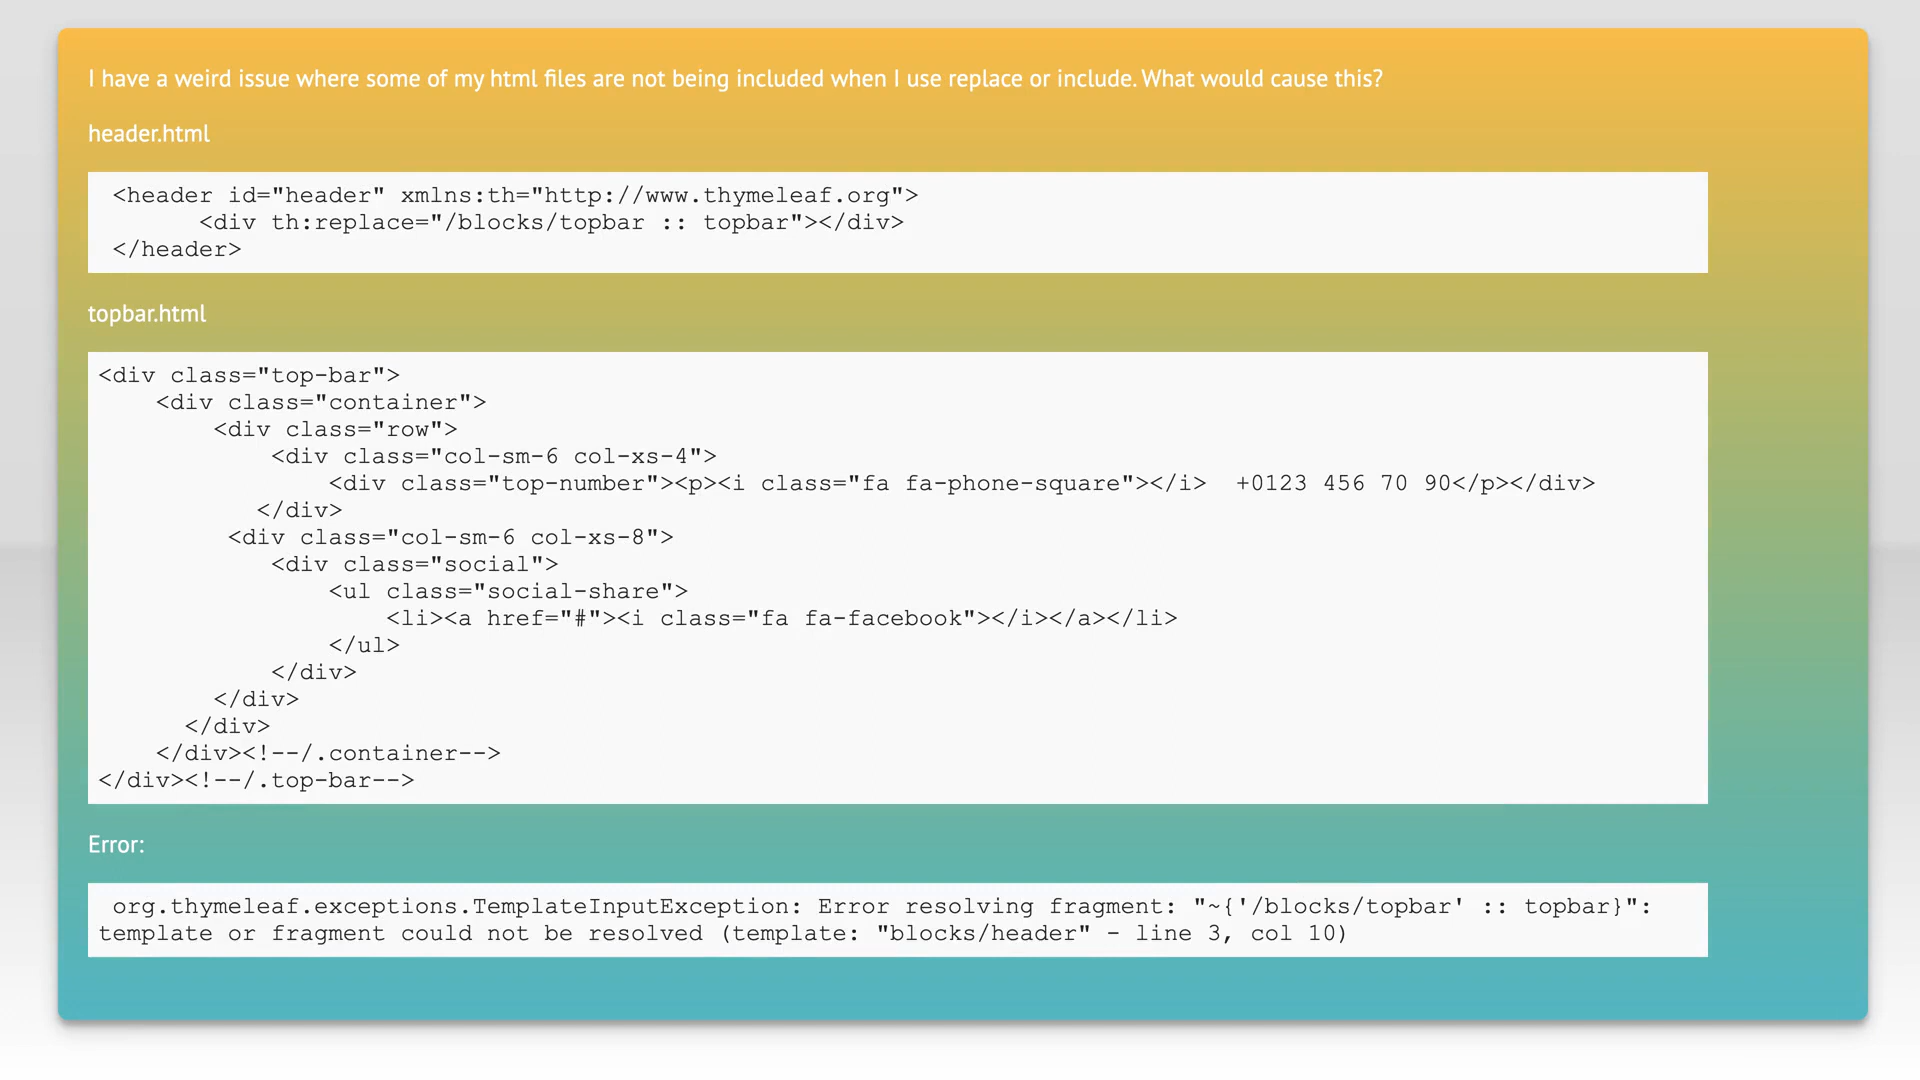 I have a weird issue where some of my html files are not being included when I use replace or include. What would cause this?
header.html
<header id="header" xmlns:th="http://www.thymeleaf.org">
<div th:replace="/blocks/topbar :: topbar"></div>
</header>
topbar.html
<div class="top-bar">
<div class="container">
<div class="row">
<div class="col-sm-6 col-xs-4">
<div class="top-number"><p><i class="fa fa-phone-square"></i>  +0123 456 70 90</p></div>
</div>
<div class="col-sm-6 col-xs-8">
<div class="social">
<ul class="social-share">
<li><a href="#"><i class="fa fa-facebook"></i></a></li>
</ul>
</div>
</div>
</div>
</div><!--/.container-->
</div><!--/.top-bar-->
Error:
org.thymeleaf.exceptions.TemplateInputException: Error resolving fragment: "~{'/blocks/topbar' :: topbar}":
template or fragment could not be resolved (template: "blocks/header" - line 3, col 10)